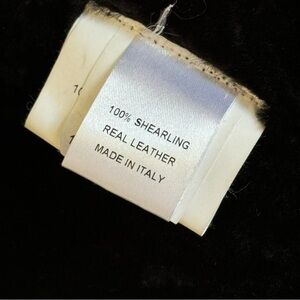 100% SHEARLING
REAL LEATHER
MADE IN ITALY